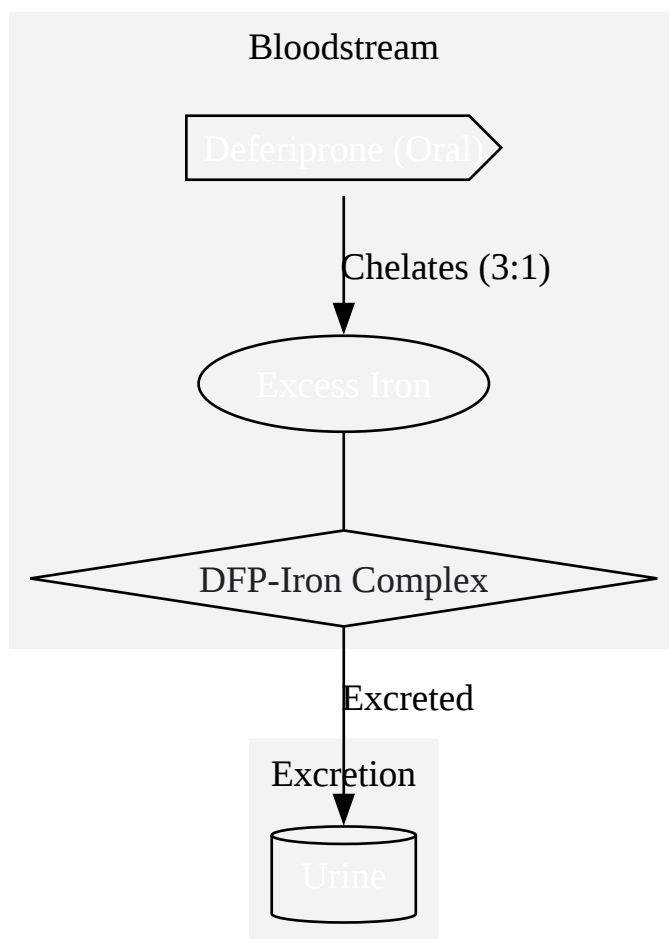 Bloodstream
Deferiprone (Oral)
Chelates (3:1)
Excess Iron
DFP-Iron Complex
Excreted
Excretion
Urine